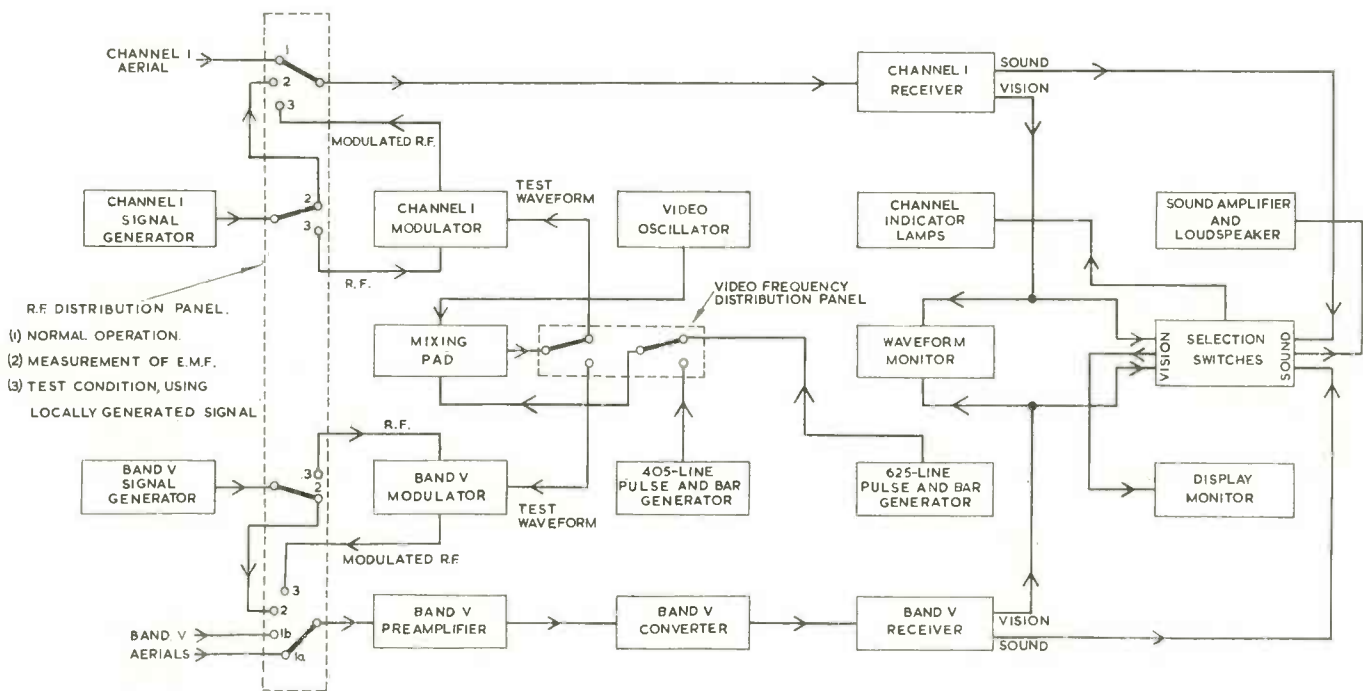 CHANNEL I
AERIAL
1
2
3
MODULATED R.F.
CHANNEL I
RECEIVER
SOUND
VISION
CHANNEL I
SIGNAL
GENERATOR
2
3
R.F.
CHANNEL I
MODULATOR
TEST
WAVEFORM
VIDEO
OSCILLATOR
CHANNEL
INDICATOR
LAMPS
SOUND AMPLIFIER
AND
LOUDSPEAKER
R.F. DISTRIBUTION PANEL.
(1) NORMAL OPERATION.
(2) MEASUREMENT OF E.M.F.
(3) TEST CONDITION, USING
LOCALLY GENERATED SIGNAL
MIXING
PAD
VIDEO FREQUENCY
DISTRIBUTION PANEL
WAVEFORM
MONITOR
VISION
SELECTION
SWITCHES
SOUND
R.F.
BAND V
SIGNAL
GENERATOR
3
2
BAND V
MODULATOR
TEST
WAVEFORM
405-LINE
PULSE AND BAR
GENERATOR
625-LINE
PULSE AND BAR
GENERATOR
DISPLAY
MONITOR
MODULATED R.F.
3
2
1b
1a
BAND V
AERIALS
BAND V
PREAMPLIFIER
BAND V
CONVERTER
BAND V
RECEIVER
VISION
SOUND